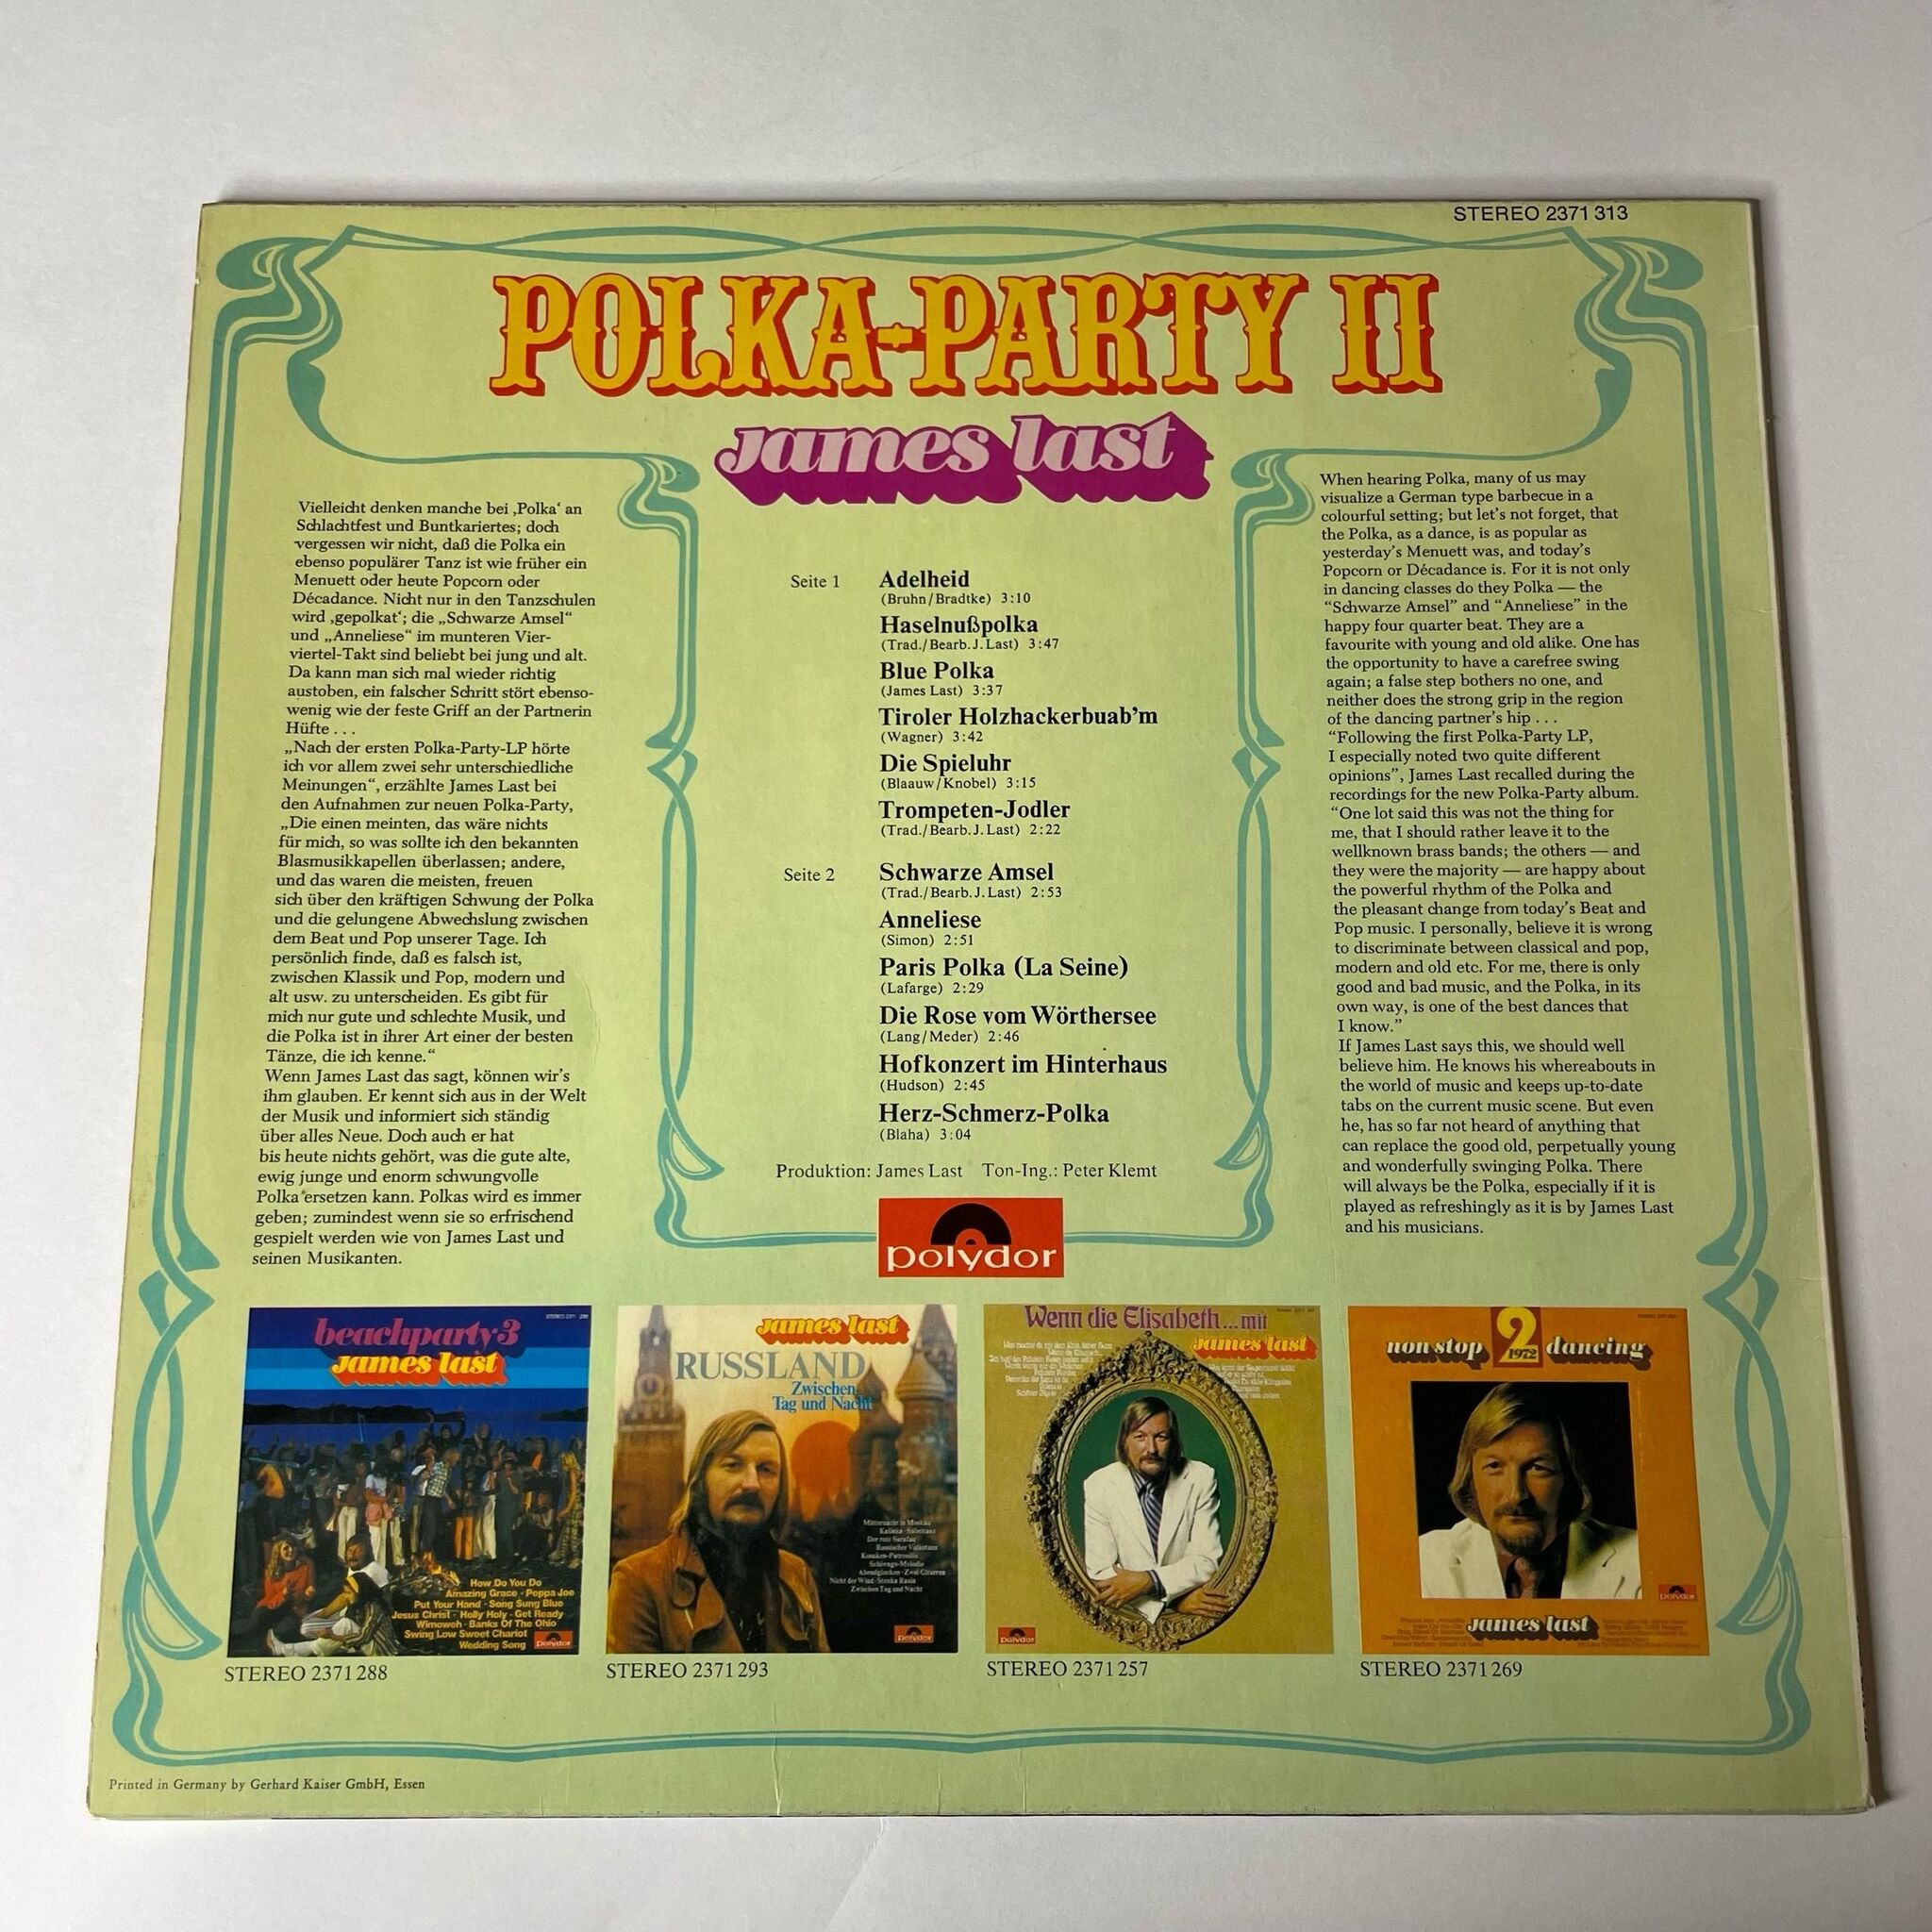 STEREO 2371 313
POLKA-PARTY II
james last
Vielleicht denken manche bei ‚Polka‘ an
Schlachtfest und Buntkariertes; doch
vergessen wir nicht, daß die Polka ein
ebenso populärer Tanz ist wie früher ein
Menuett oder heute Popcorn oder
Décadance. Nicht nur in den Tanzschulen
wird ‚gepolkat‘; die „Schwarze Amsel“
und „Anneliese“ im munteren Vier-
viertel-Takt sind beliebt bei jung und alt.
Da kann man sich mal wieder richtig
austoben, ein falscher Schritt stört ebenso-
wenig wie der feste Griff an der Partnerin
Hüfte . . .
„Nach der ersten Polka-Party-LP hörte
ich vor allem zwei sehr unterschiedliche
Meinungen“, erzählte James Last bei
den Aufnahmen zur neuen Polka-Party,
„Die einen meinten, das wäre nichts
für mich, so was sollte ich den bekannten
Blasmusikkapellen überlassen; andere,
und das waren die meisten, freuen
sich über den kräftigen Schwung der Polka
und die gelungene Abwechslung zwischen
dem Beat und Pop unserer Tage. Ich
persönlich finde, daß es falsch ist,
zwischen Klassik und Pop, modern und
alt usw. zu unterscheiden. Es gibt für
mich nur gute und schlechte Musik, und
die Polka ist in ihrer Art einer der besten
Tänze, die ich kenne.“
Wenn James Last das sagt, können wir’s
ihm glauben. Er kennt sich aus in der Welt
der Musik und informiert sich ständig
über alles Neue. Doch auch er hat
bis heute nichts gehört, was die gute alte,
ewig junge und enorm schwungvolle
Polka ersetzen kann. Polkas wird es immer
geben; zumindest wenn sie so erfrischend
gespielt werden wie von James Last und
seinen Musikanten.
Seite 1 Adelheid
(Bruhn/Bradtke) 3:10
Haselnußpolka
(Trad./Bearb. J. Last) 3:47
Blue Polka
(James Last) 3:37
Tiroler Holzhackerbuab’m
(Wagner) 3:42
Die Spieluhr
(Blaauw/Knobel) 3:15
Trompeten-Jodler
(Trad./Bearb. J. Last) 2:22
Seite 2 Schwarze Amsel
(Trad./Bearb. J. Last) 2:53
Anneliese
(Simon) 2:51
Paris Polka (La Seine)
(Lafarge) 2:29
Die Rose vom Wörthersee
(Lang/Meder) 2:46
Hofkonzert im Hinterhaus
(Hudson) 2:45
Herz-Schmerz-Polka
(Blaha) 3:04
Produktion: James Last Ton-Ing.: Peter Klemt
polydor
When hearing Polka, many of us may
visualize a German type barbecue in a
colourful setting; but let’s not forget, that
the Polka, as a dance, is as popular as
yesterday’s Menuett was, and today’s
Popcorn or Décadance is. For it is not only
in dancing classes do they Polka — the
“Schwarze Amsel” and “Anneliese” in the
happy four quarter beat. They are a
favourite with young and old alike. One has
the opportunity to have a carefree swing
again; a false step bothers no one, and
neither does the strong grip in the region
of the dancing partner’s hip . . .
“Following the first Polka-Party LP,
I especially noted two quite different
opinions”, James Last recalled during the
recordings for the new Polka-Party album.
“One lot said this was not the thing for
me, that I should rather leave it to the
wellknown brass bands; the others — and
they were the majority — are happy about
the powerful rhythm of the Polka and
the pleasant change from today’s Beat and
Pop music. I personally, believe it is wrong
to discriminate between classical and pop,
modern and old etc. For me, there is only
good and bad music, and the Polka, in its
own way, is one of the best dances that
I know.”
If James Last says this, we should well
believe him. He knows his whereabouts in
the world of music and keeps up-to-date
tabs on the current music scene. But even
he, has so far not heard of anything that
can replace the good old, perpetually young
and wonderfully swinging Polka. There
will always be the Polka, especially if it is
played as refreshingly as it is by James Last
and his musicians.
beachparty 3
james last
How Do You Do
Amazing Grace · Peppa Joe
Put Your Hand · Song Sung Blue
Jesus Christ · Holly Holy · Get Ready
Wimoweh · Banks Of The Ohio
Swing Low Sweet Chariot
Wedding Song
polydor
STEREO 2371 288
james last
RUSSLAND
Zwischen
Tag und Nacht
Mitternacht in Moskau
Kalinka · Säbeltanz
Der rote Sarafan
Russischer Volkstanz
Kosaken-Patrouille
Schiwago-Melodie
Abendglocken · Zwei Gitarren
Nicht der Wind · Stenka Rasin
Zwischen Tag und Nacht
polydor
STEREO 2371 293
Wenn die Elisabeth...mit
james last
polydor
STEREO 2371 257
non stop 2 dancing
1972
james last
polydor
STEREO 2371 269
Printed in Germany by Gerhard Kaiser GmbH, Essen